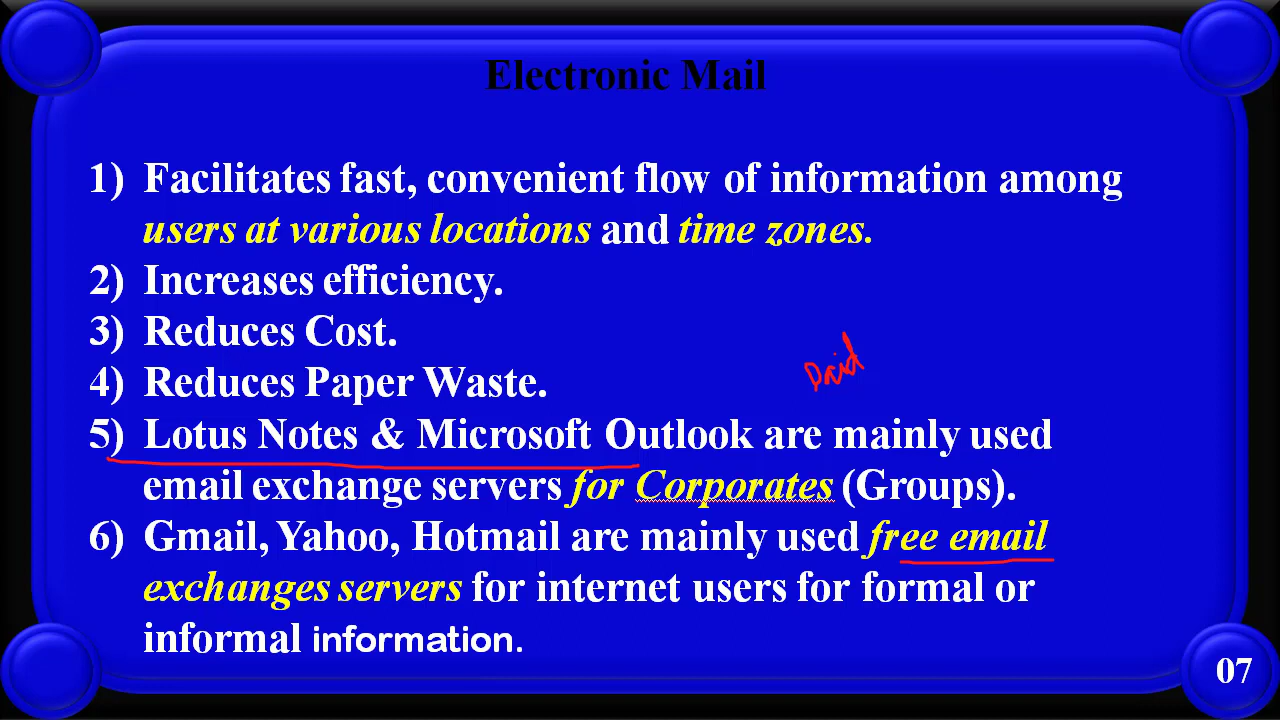 Electronic Mail
1) Facilitates fast, convenient flow of information among
users at various locations and time zones.
2) Increases efficiency.
3) Reduces Cost.
Paid
4) Reduces Paper Waste.
5) Lotus Notes & Microsoft Outlook are mainly used
email exchange servers for Corporates (Groups).
6) Gmail, Yahoo, Hotmail are mainly used free email
exchanges servers for internet users for formal or
informal information.
07